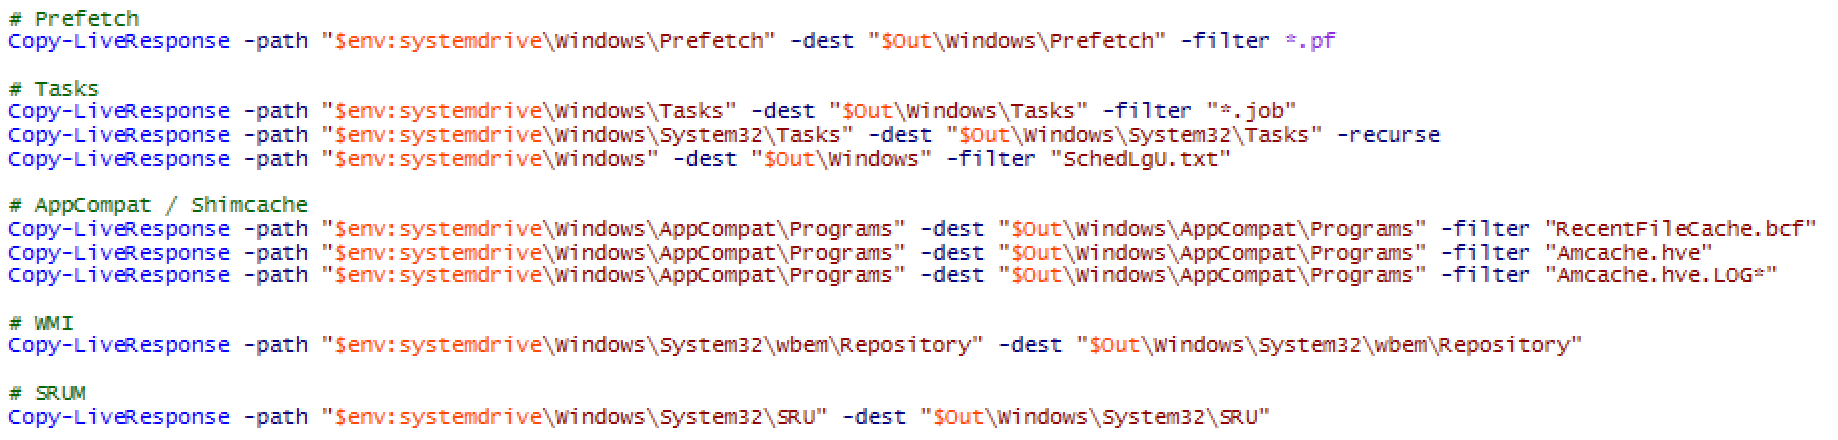 # Prefetch
Copy-LiveResponse -path "$env:systemdrive\Windows\Prefetch" -dest "$Out\Windows\Prefetch" -filter *.pf
# Tasks
Copy-LiveResponse -path "$env:systemdrive\Windows\Tasks" -dest "$Out\Windows\Tasks" -filter "*.job"
Copy-LiveResponse -path "$env:systemdrive\Windows\System32\Tasks" -dest "$Out\Windows\System32\Tasks" -recurse
Copy-LiveResponse -path "$env:systemdrive\Windows" -dest "$Out\Windows" -filter "SchedLgU.txt"
# AppCompat / Shimcache
Copy-LiveResponse -path "$env:systemdrive\Windows\AppCompat\Programs" -dest "$Out\Windows\AppCompat\Programs" -filter "RecentFileCache.bcf"
Copy-LiveResponse -path "$env:systemdrive\Windows\AppCompat\Programs" -dest "$Out\Windows\AppCompat\Programs" -filter "Amcache.hve"
Copy-LiveResponse -path "$env:systemdrive\Windows\AppCompat\Programs" -dest "$Out\Windows\AppCompat\Programs" -filter "Amcache.hve.LOG*"
# WMI
Copy-LiveResponse -path "$env:systemdrive\Windows\System32\wbem\Repository" -dest "$Out\Windows\System32\wbem\Repository"
# SRUM
Copy-LiveResponse -path "$env:systemdrive\Windows\System32\SRU" -dest "$Out\Windows\System32\SRU"